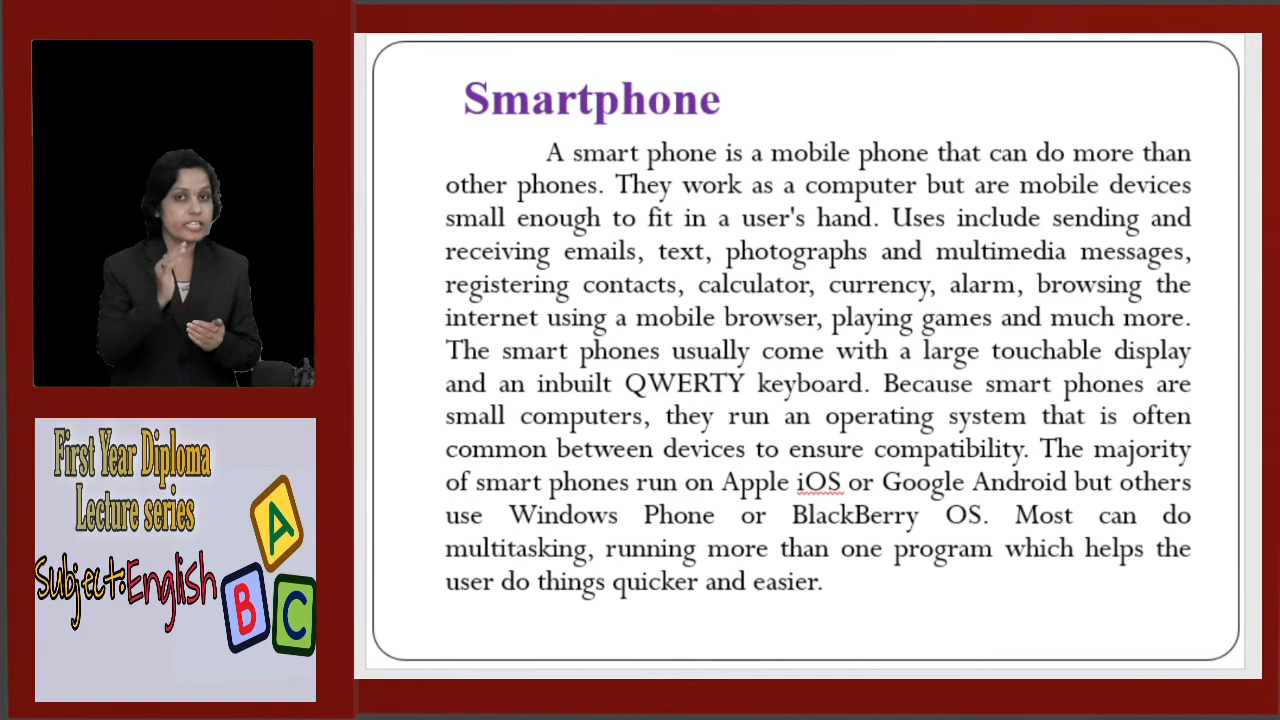 Smartphone
A smart phone is a mobile phone that can do more than
other phones. They work as a computer but are mobile devices
small enough to fit in a user's hand. Uses include sending and
receiving emails, text, photographs and multimedia messages,
registering contacts, calculator, currency, alarm, browsing the
internet using a mobile browser, playing games and much more.
The smart phones usually come with a large touchable display
and an inbuilt QWERTY keyboard. Because smart phones are
small computers, they run an operating system that is often
common between devices to ensure compatibility. The majority
of smart phones run on Apple iOS or Google Android but others
use Windows Phone or BlackBerry OS. Most can do
multitasking, running more than one program which helps the
user do things quicker and easier.
First Year Diploma
Lecture series
Subject:English
A
B
C